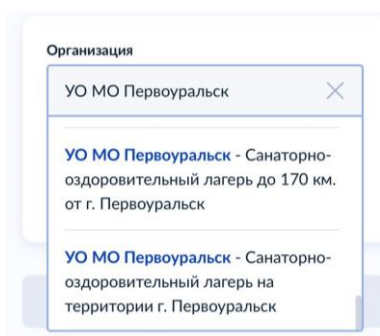 Организация
УО МО Первоуральск
УО МО Первоуральск - Санаторно-
оздоровительный лагерь до 170 км.
от г. Первоуральск
УО МО Первоуральск - Санаторно-
оздоровительный лагерь на
территории г. Первоуральск